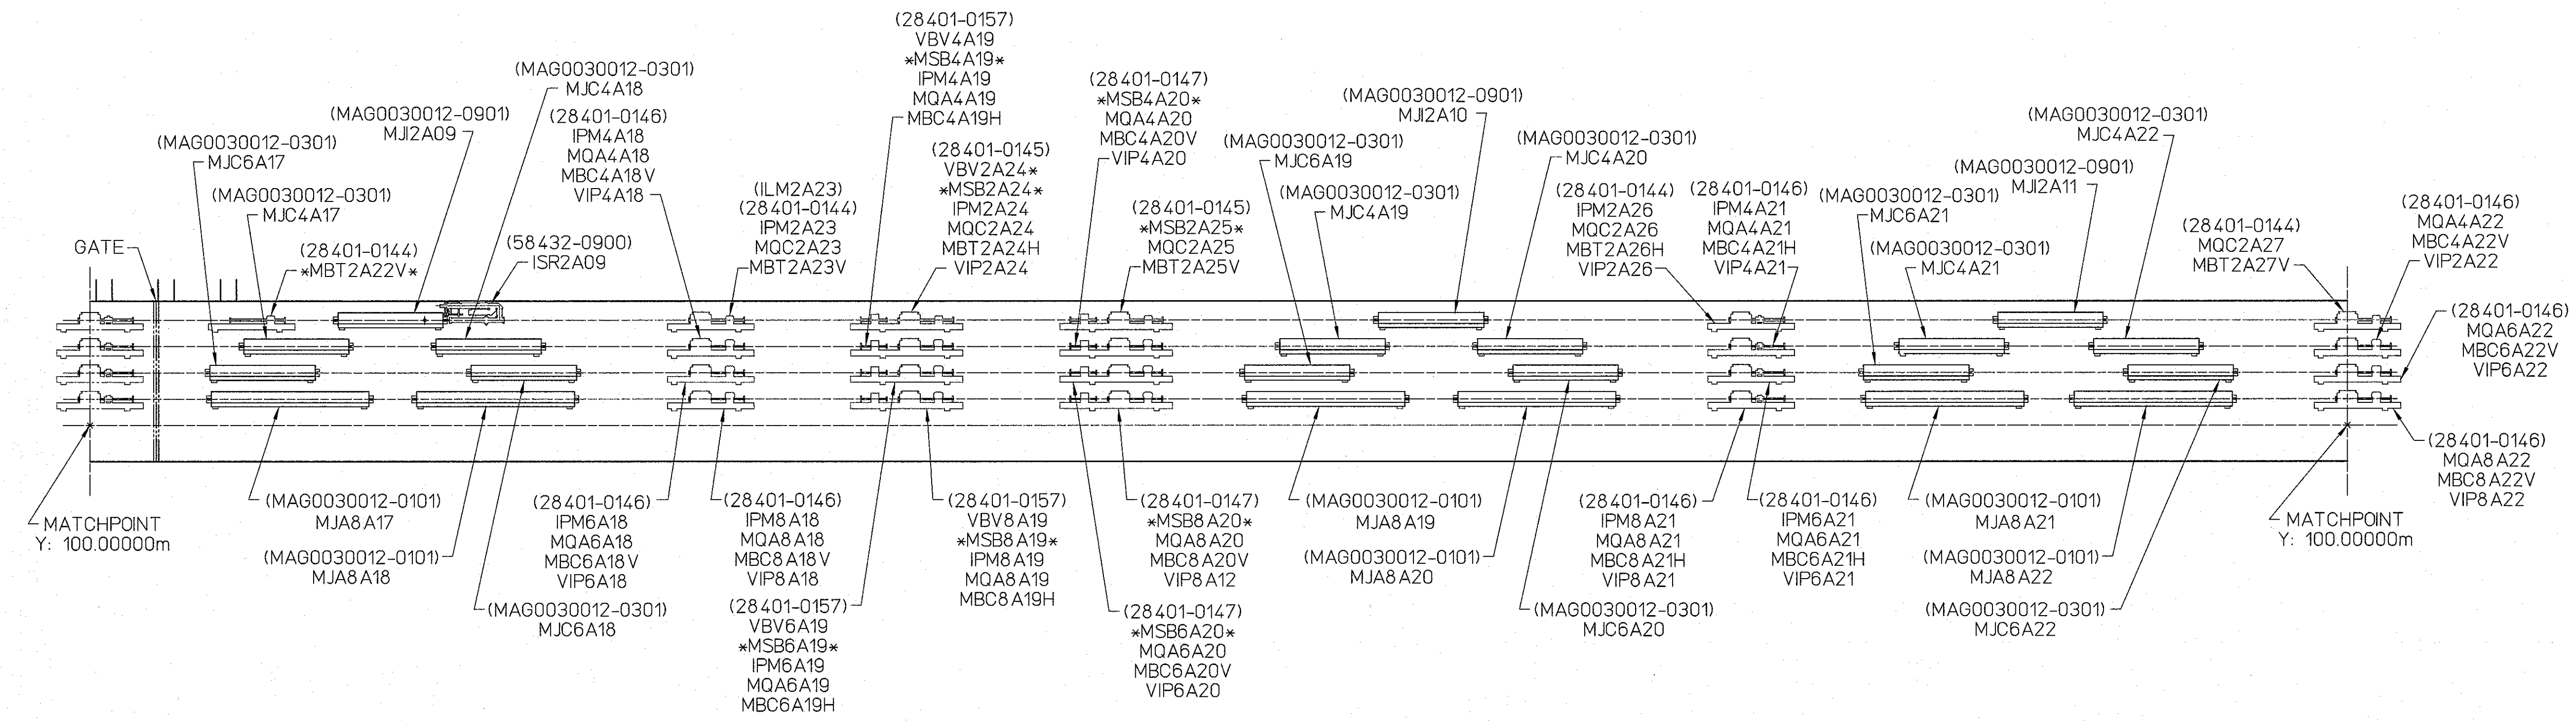 (28401-0157)
VBV4A19
*MSB4A19*
IPM4A19
MQA4A19
MBC4A19H
(MAG0030012-0301)
MJC4A18
(28401-0147)
*MSB4A20*
MQA4A20
MBC4A20V
VIP4A20
(MAG0030012-0901)
MJI2A10
(MAG0030012-0901)
MJI2A09
(28401-0146)
IPM4A18
MQA4A18
MBC4A18V
VIP4A18
(MAG0030012-0301)
MJC4A22
(MAG0030012-0301)
MJC6A17
(28401-0145)
VBV2A24*
*MSB2A24*
IPM2A24
MQC2A24
MBT2A24H
VIP2A24
(MAG0030012-0301)
MJC6A19
(MAG0030012-0301)
MJC4A20
(MAG0030012-0901)
MJI2A11
(MAG0030012-0301)
MJC4A17
(ILM2A23)
(28401-0144)
IPM2A23
MQC2A23
MBT2A23V
(28401-0145)
*MSB2A25*
MQC2A25
MBT2A25V
(MAG0030012-0301)
MJC4A19
(28401-0144)
IPM2A26
MQC2A26
MBT2A26H
VIP2A26
(28401-0146)
IPM4A21
MQA4A21
MBC4A21H
VIP4A21
(MAG0030012-0301)
MJC6A21
(28401-0146)
MQA4A22
MBC4A22V
VIP2A22
(28401-0144)
MQC2A27
MBT2A27V
GATE
(28401-0144)
*MBT2A22V*
(58432-0900)
ISR2A09
(MAG0030012-0301)
MJC4A21
(28401-0146)
MQA6A22
MBC6A22V
VIP6A22
(28401-0146)
MQA8A22
MBC8A22V
VIP8A22
MATCHPOINT
Y: 100.00000m
(MAG0030012-0101)
MJA8A17
(MAG0030012-0101)
MJA8A18
(28401-0146)
IPM6A18
MQA6A18
MBC6A18V
VIP6A18
(MAG0030012-0301)
MJC6A18
(28401-0146)
IPM8A18
MQA8A18
MBC8A18V
VIP8A18
(28401-0157)
VBV6A19
*MSB6A19*
IPM6A19
MQA6A19
MBC6A19H
(28401-0157)
VBV8A19
*MSB8A19*
IPM8A19
MQA8A19
MBC8A19H
(28401-0147)
*MSB8A20*
MQA8A20
MBC8A20V
VIP8A12
(28401-0147)
*MSB6A20*
MQA6A20
MBC6A20V
VIP6A20
(MAG0030012-0101)
MJA8A19
(MAG0030012-0101)
MJA8A20
(MAG0030012-0301)
MJC6A20
(28401-0146)
IPM8A21
MQA8A21
MBC8A21H
VIP8A21
(28401-0146)
IPM6A21
MQA6A21
MBC6A21H
VIP6A21
(MAG0030012-0101)
MJA8A21
(MAG0030012-0101)
MJA8A22
(MAG0030012-0301)
MJC6A22
MATCHPOINT
Y: 100.00000m